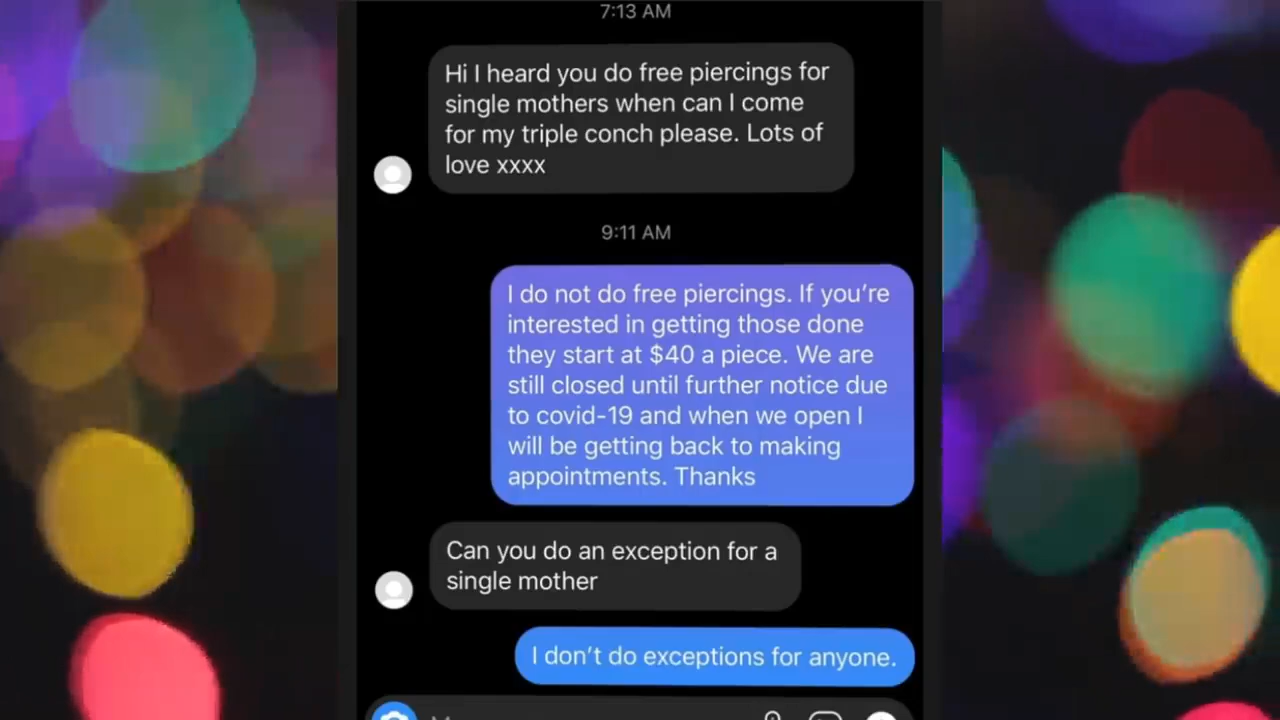 7:13 AM
Hi I heard you do free piercings for
single mothers when can I come
for my triple conch please. Lots of
love xxxx
9:11 AM
I do not do free piercings. If you’re
interested in getting those done
they start at $40 a piece. We are
still closed until further notice due
to covid-19 and when we open I
will be getting back to making
appointments. Thanks
Can you do an exception for a
single mother
I don’t do exceptions for anyone.